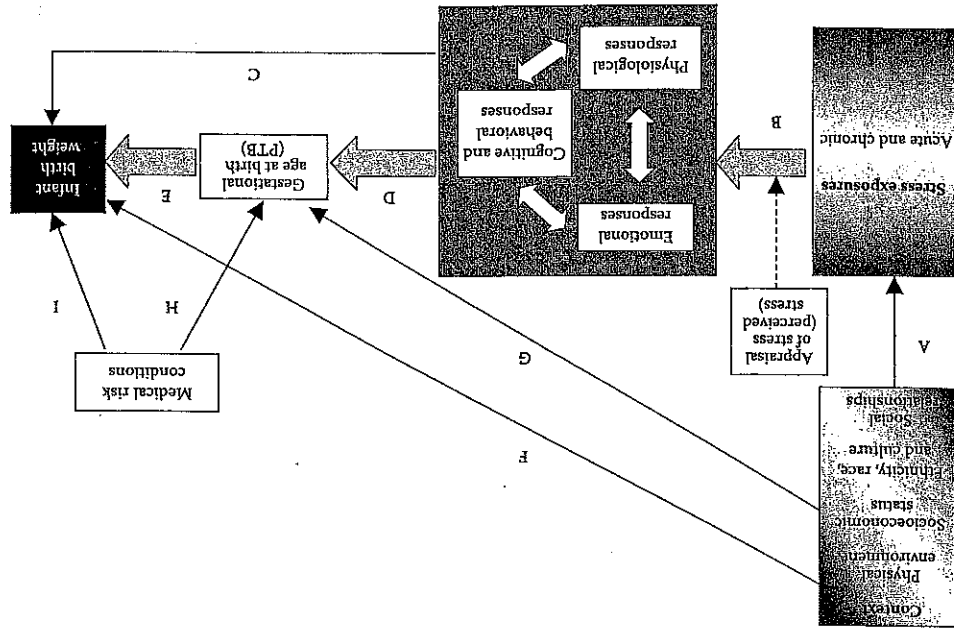 Context
Physical
environment
Socioeconomic
status
Ethnicity, race,
and culture
Social
relationships
F
A
G
Medical risk
conditions
Appraisal
of stress
(perceived
stress)
H
I
Stress exposures
Acute and chronic
B
Emotional
responses
Cognitive and
behavioral
responses
Physiological
responses
D
Gestational
age at birth
(PTB)
E
Infant
birth
weight
C